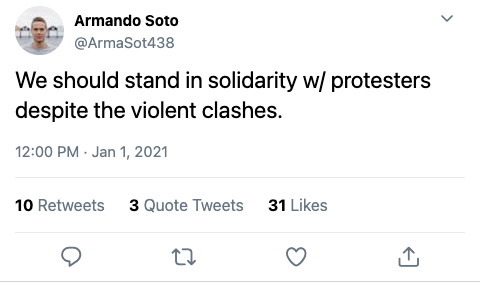 Armando Soto
@ArmaSot438
We should stand in solidarity w/ protesters
despite the violent clashes.
12:00 PM · Jan 1, 2021
10 Retweets 3 Quote Tweets 31 Likes